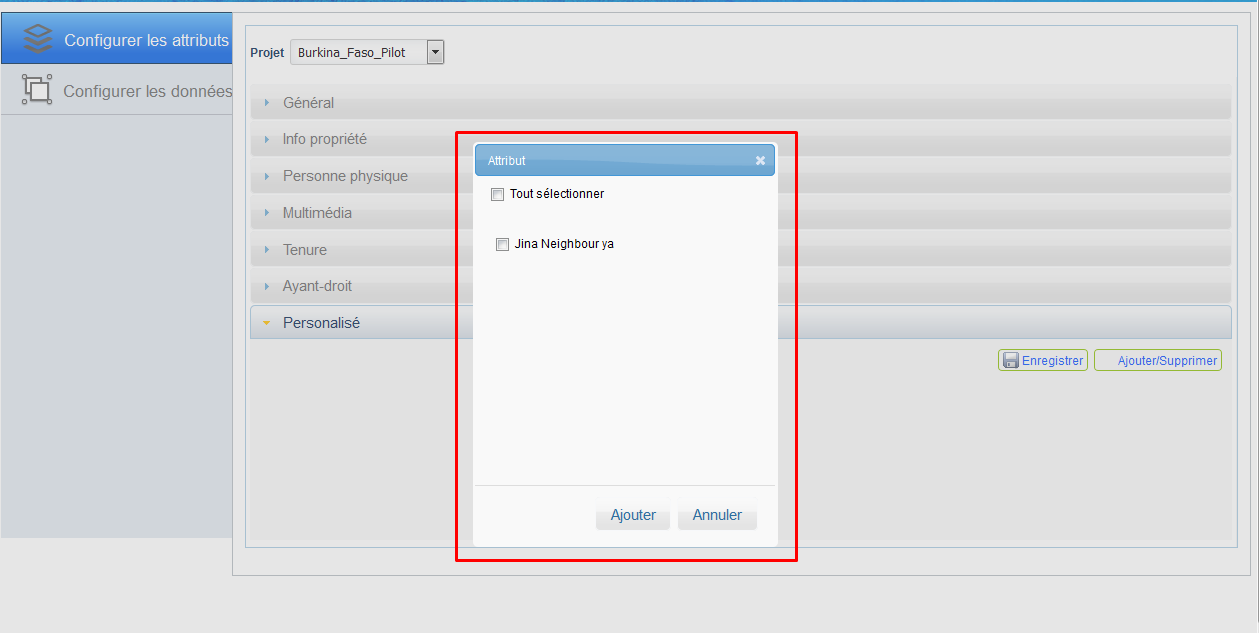 Configurer les attributs
Configurer les données
Projet Burkina_Faso_Pilot
Général
Info propriété
Personne physique
Multimédia
Tenure
Ayant-droit
Personalisé
Enregistrer Ajouter/Supprimer
Attribut
Tout sélectionner
Jina Neighbour ya
Ajouter Annuler